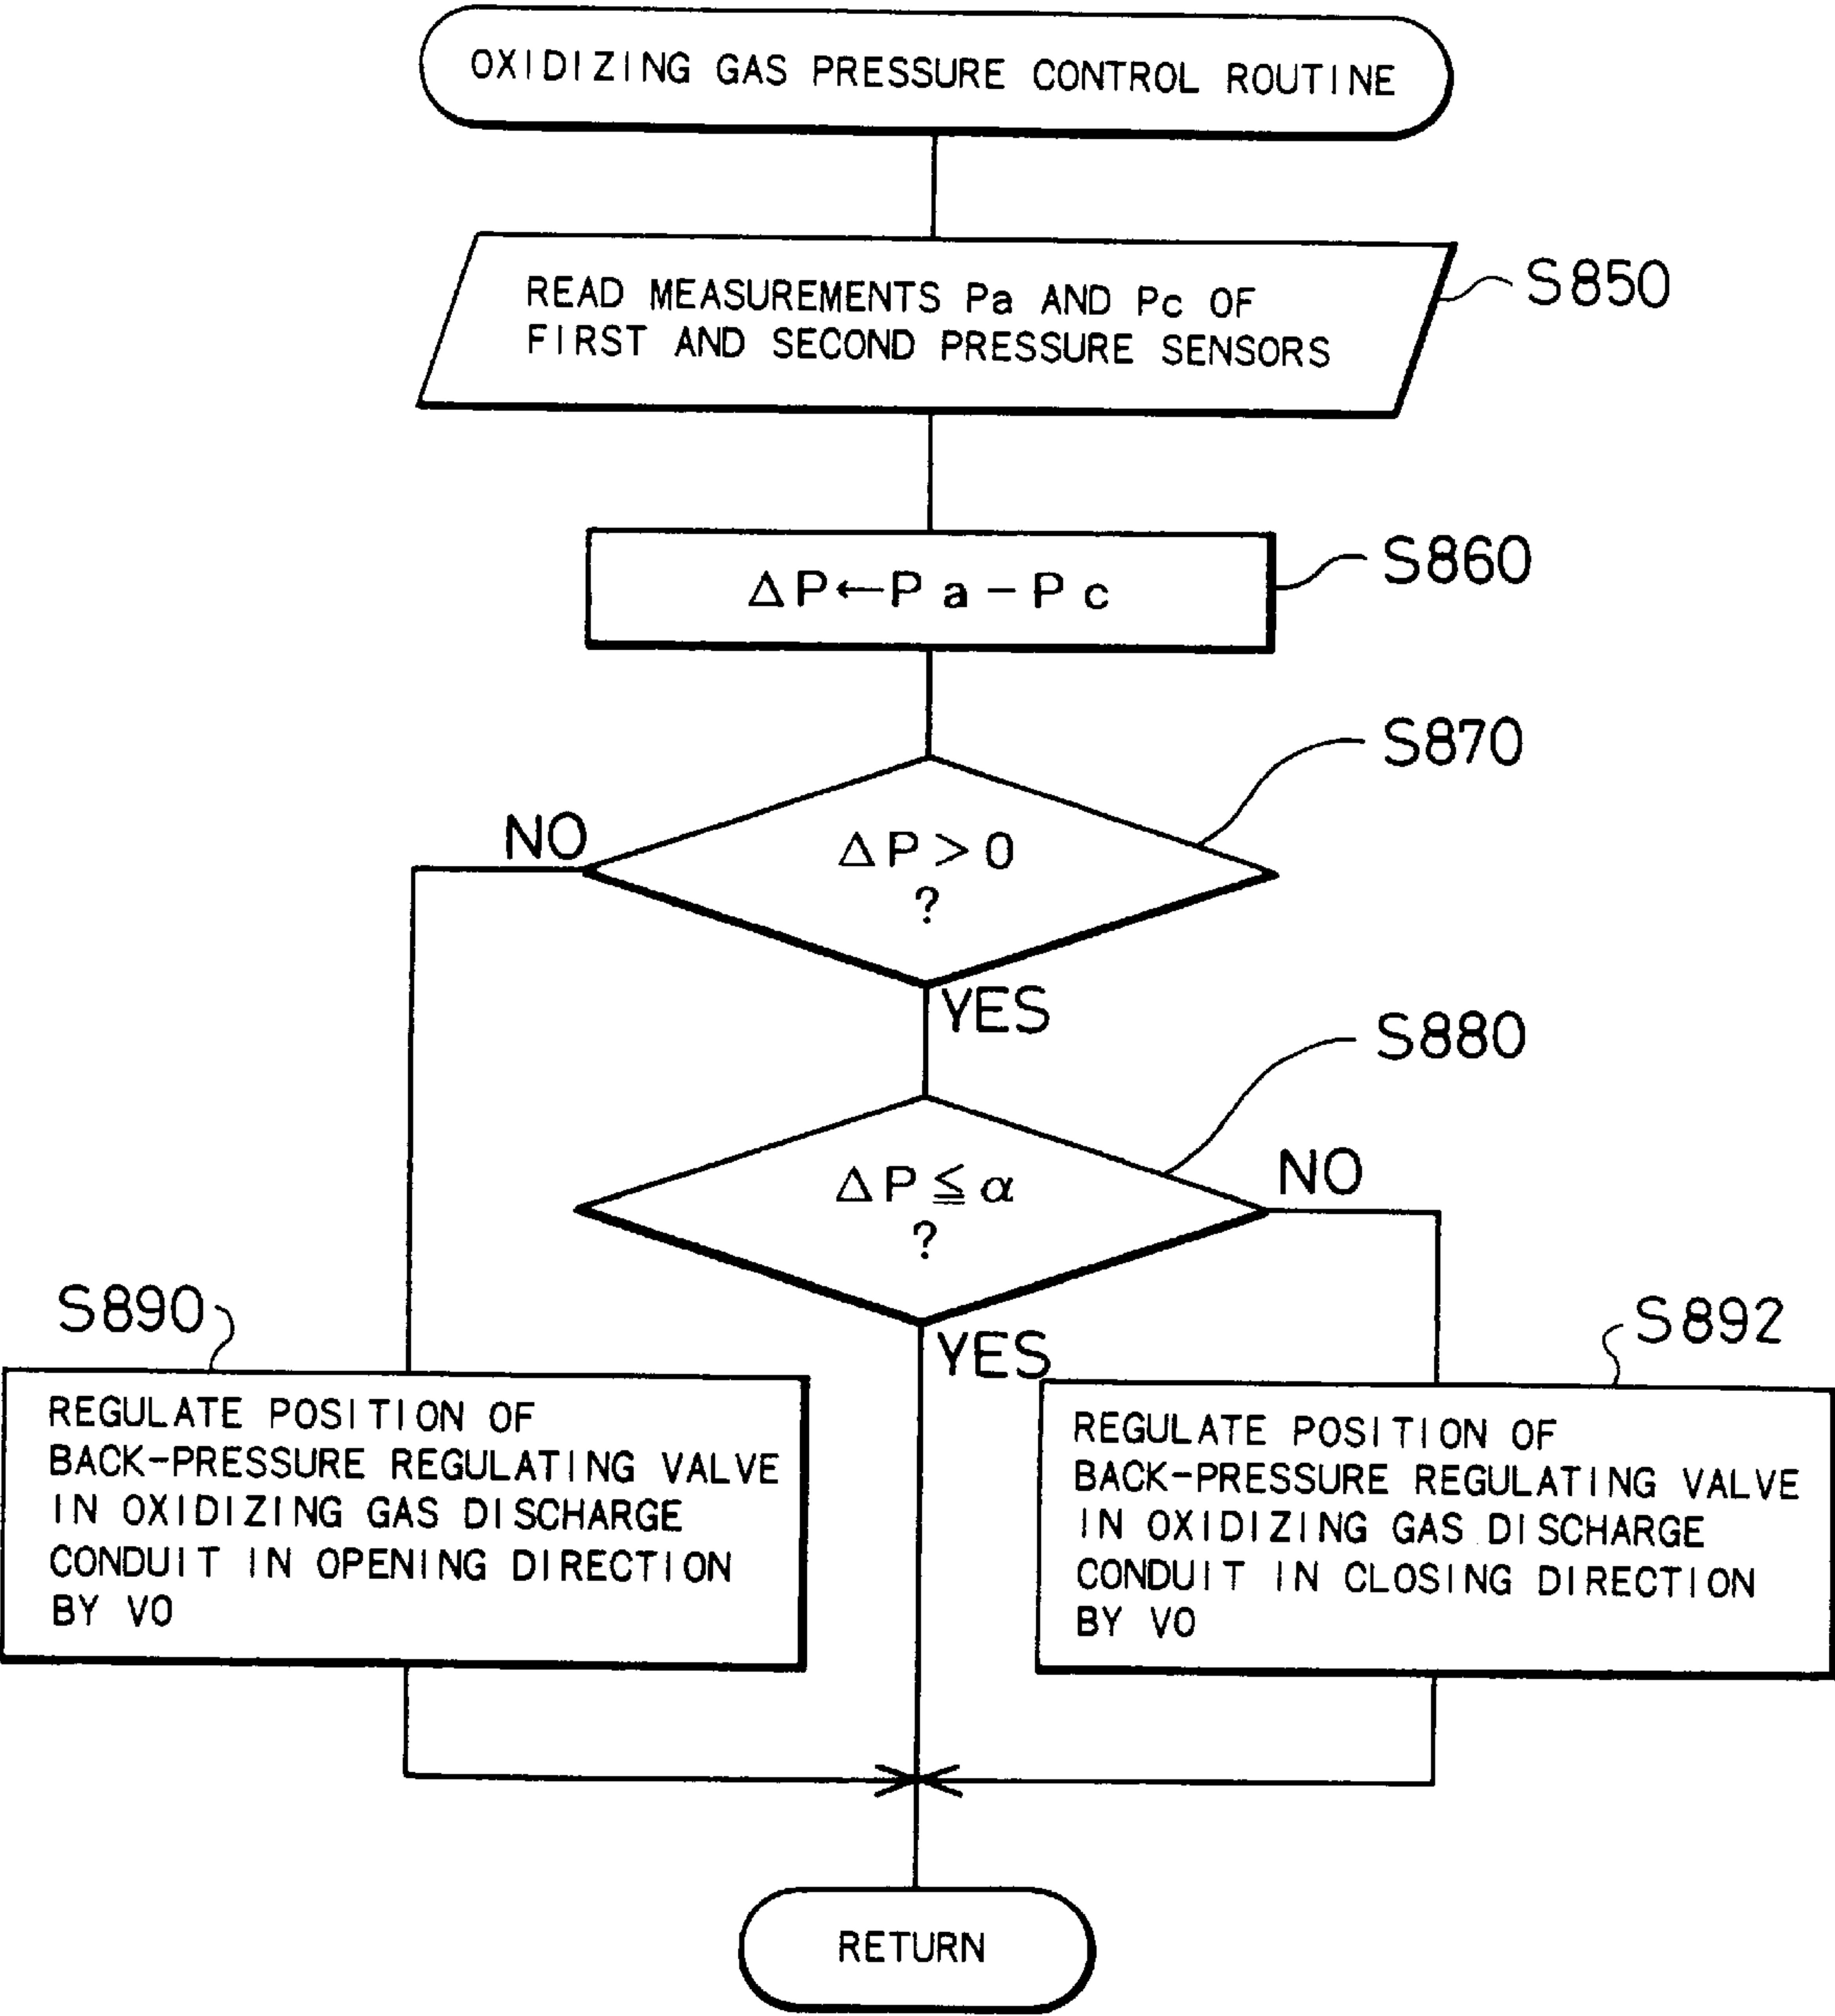 OXIDIZING GAS PRESSURE CONTROL ROUTINE
READ MEASUREMENTS Pa AND Pc OF
FIRST AND SECOND PRESSURE SENSORS
S850
ΔP←Pa−Pc
S860
S870
NO
ΔP>0
?
YES
S880
ΔP≦α
?
NO
YES
S890
REGULATE POSITION OF
BACK-PRESSURE REGULATING VALVE
IN OXIDIZING GAS DISCHARGE
CONDUIT IN OPENING DIRECTION
BY V0
S892
REGULATE POSITION OF
BACK-PRESSURE REGULATING VALVE
IN OXIDIZING GAS DISCHARGE
CONDUIT IN CLOSING DIRECTION
BY V0
RETURN